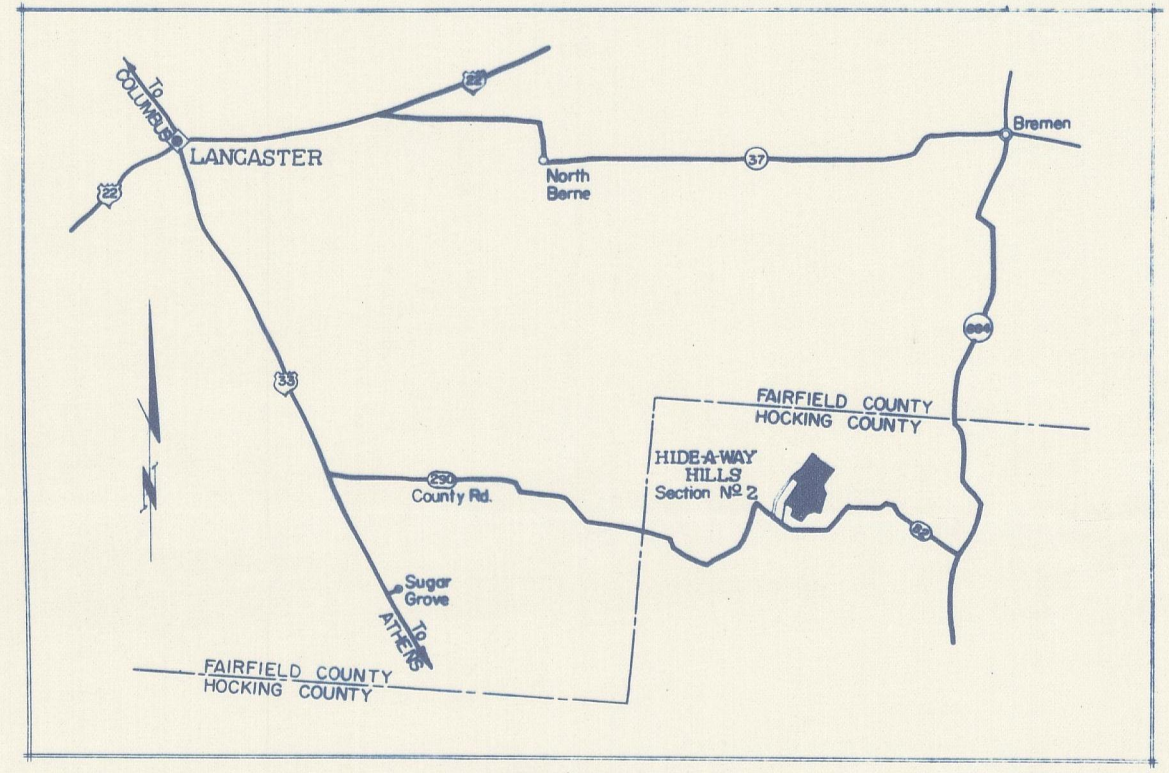 To
COLUMBUS
22
Bremen
LANCASTER
37
22
North
Berne
33
FAIRFIELD COUNTY
HOCKING COUNTY
HIDE-A-WAY
HILLS
Section Nº 2
290
County Rd.
82
Sugar
Grove
To
ATHENS
FAIRFIELD COUNTY
HOCKING COUNTY
N